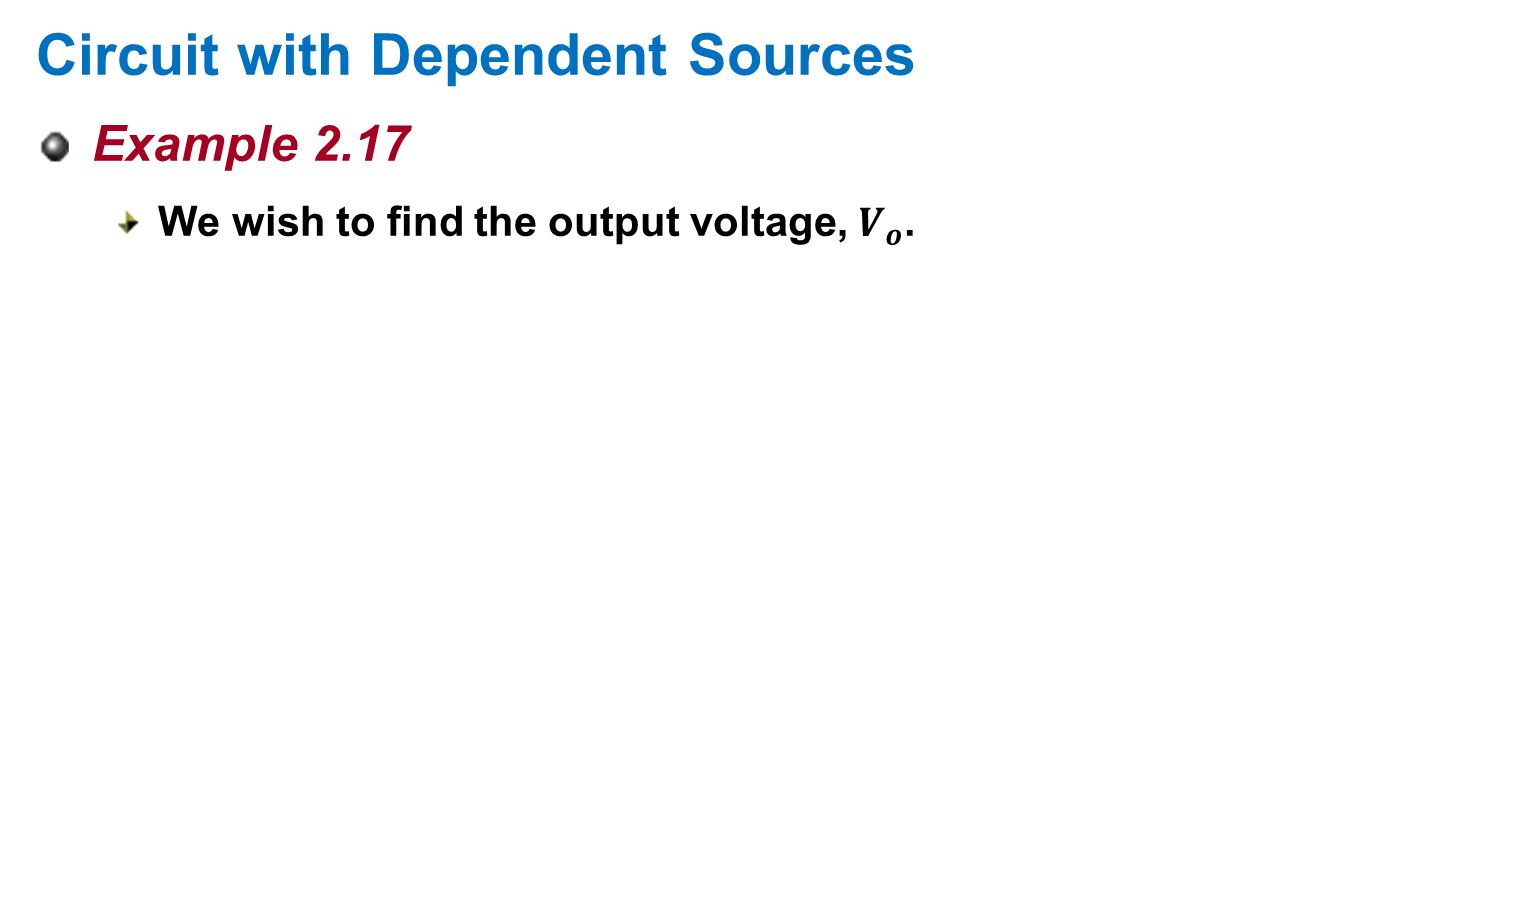 Circuit with Dependent Sources
Example 2.17
We wish to find the output voltage, Vₒ.